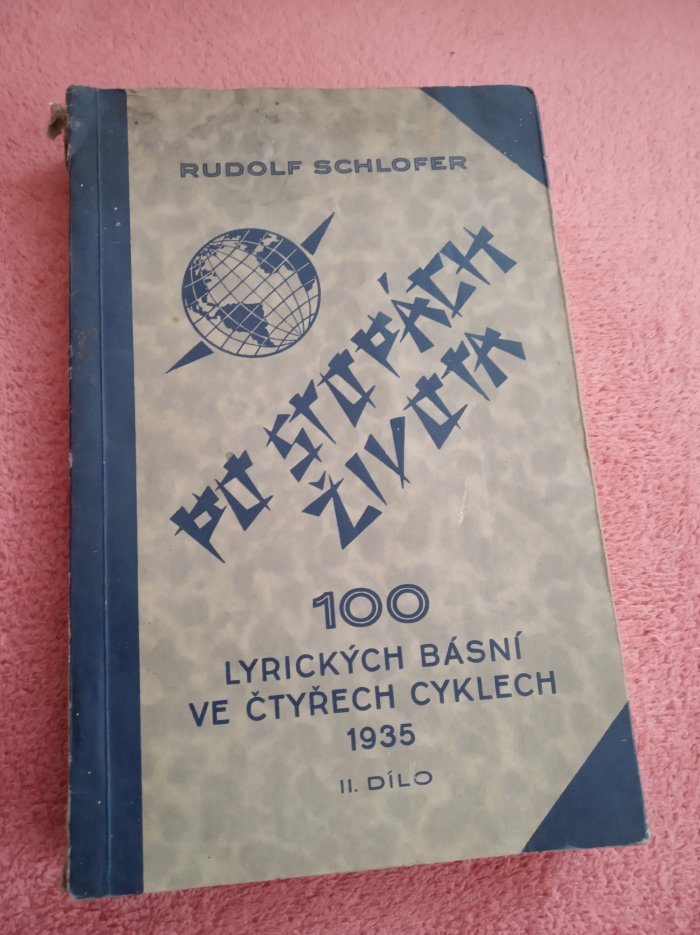 RUDOLF SCHLOFER
PO STOPÁCH
ŽIVOTA
100
LYRICKÝCH BÁSNÍ
VE ČTYŘECH CYKLECH
1935
II. DÍLO